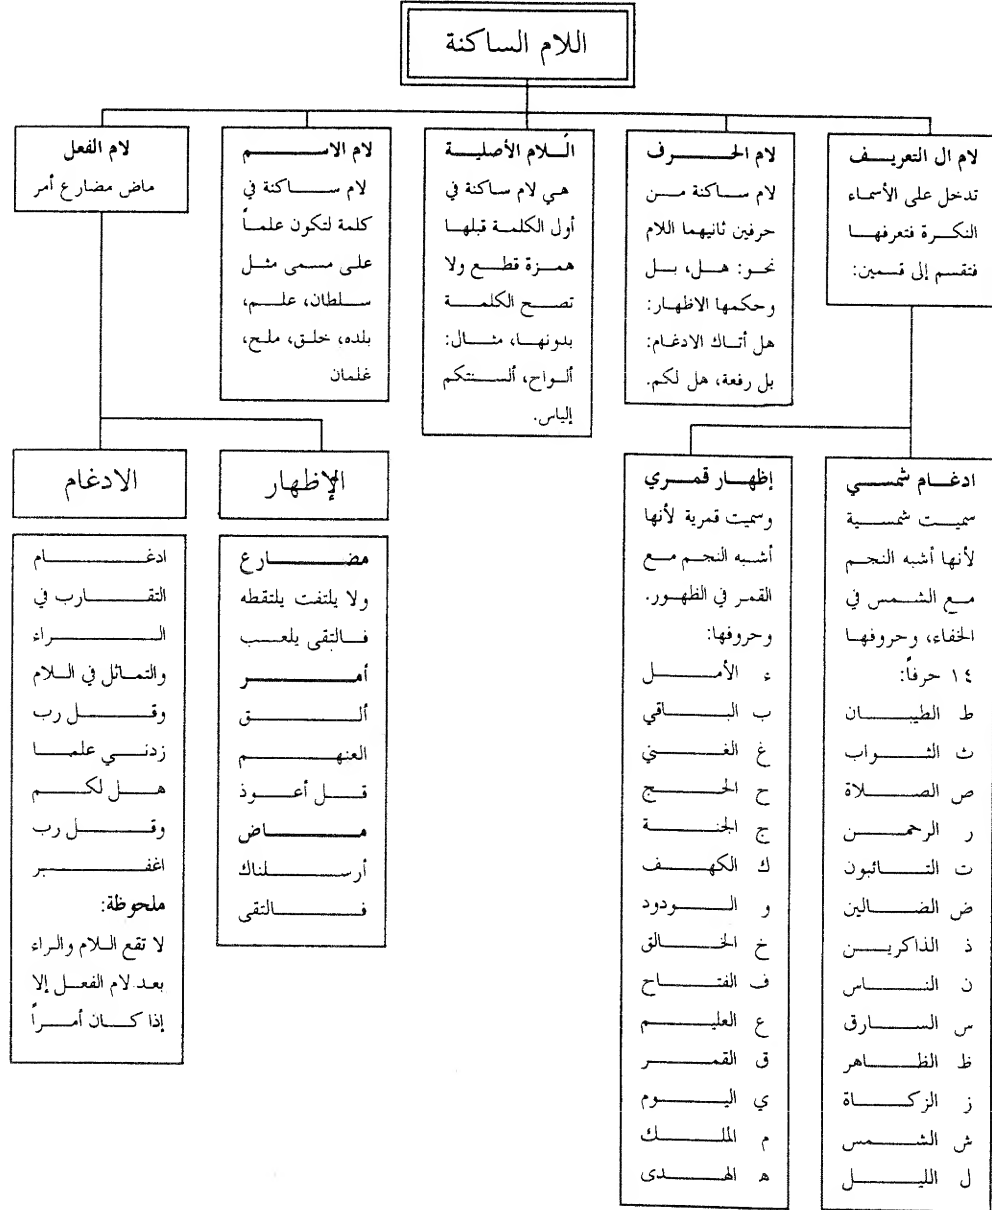 اللام الساكنة
لام ال التعريف
تدخل على الأسماء
النكرة فتعرفها
فتقسم إلى قسمين:
لام الحرف
لام ساكنة من
حرفين ثانيهما اللام
نحو: هل، بل
وحكمها الاظهار:
هل أتاك الادغام:
بل رفعة، هل لكم.
اللام الأصلية
هي لام ساكنة في
أول الكلمة قبلها
همزة قطع ولا
تصح الكلمة
بدونها، مثال:
ألواح، ألسنتكم
إلياس.
لام الاسم
لام ساكنة في
كلمة لتكون علماً
على مسمى مثل
سلطان، علم،
بلده، خلق، ملح،
غلمان
لام الفعل
ماض مضارع أمر
ادغام شمسي
سميت شمسية
لأنها أشبه النجم
مع الشمس في
الخفاء، وحروفها
١٤ حرفاً:
ط الطيبان
ث الثواب
ص الصلاة
ر الرحمن
ت التائبون
ض الضالين
ذ الذاكرين
ن الناس
س السارق
ظ الظاهر
ز الزكاة
ش الشمس
ل الليل
إظهار قمري
وسميت قمرية لأنها
أشبه النجم مع
القمر في الظهور.
وحروفها:
ء الأمل
ب الباقي
غ الغني
ح الحج
ج الجنة
ك الكهف
و الودود
خ الخالق
ف الفتاح
ع العليم
ق القمر
ي اليوم
م الملك
ه الهدى
الإظهار
مضارع
ولا يلتفت يلتقطه
فالتقى يلعب
أمر
ألق
العنهم
قل أعوذ
ماض
أرسلناك
فالتقى
الادغام
ادغام
التقارب في
الراء
والتماثل في اللام
وقل رب
زدني علما
هل لكم
وقل رب
اغفر
ملحوظة:
لا تقع اللام والراء
بعد لام الفعل إلا
إذا كان أمراً